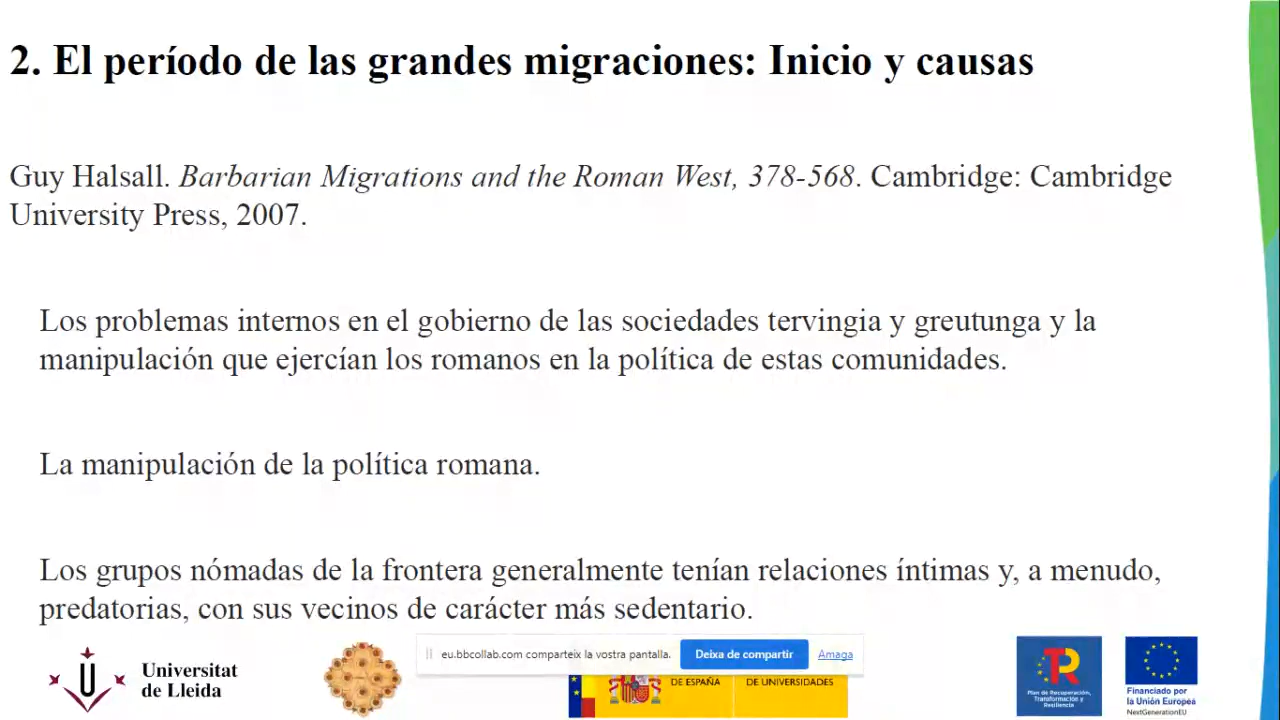 2. El período de las grandes migraciones: Inicio y causas
Guy Halsall. Barbarian Migrations and the Roman West, 378-568. Cambridge: Cambridge
University Press, 2007.
Los problemas internos en el gobierno de las sociedades tervingia y greutunga y la
manipulación que ejercían los romanos en la política de estas comunidades.
La manipulación de la política romana.
Los grupos nómadas de la frontera generalmente tenían relaciones íntimas y, a menudo,
predatorias, con sus vecinos de carácter más sedentario.
Universitat
de Lleida
eu.bbcollab.com comparteix la vostra pantalla.
Deixa de compartir
Amaga
DE ESPAÑA
DE UNIVERSIDADES
Plan de Recuperación,
Transformación y
Resiliencia
Financiado por
la Unión Europea
NextGenerationEU